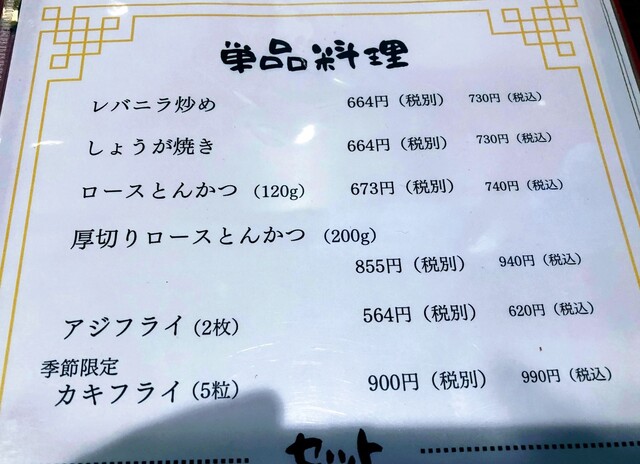 単品料理
レバニラ炒め 664円（税別） 730円（税込）
しょうが焼き 664円（税別） 730円（税込）
ロースとんかつ (120g) 673円（税別） 740円（税込）
厚切りロースとんかつ (200g)
855円（税別） 940円（税込）
アジフライ(2枚) 564円（税別） 620円（税込）
季節限定
カキフライ(5粒) 900円（税別） 990円（税込）
セット